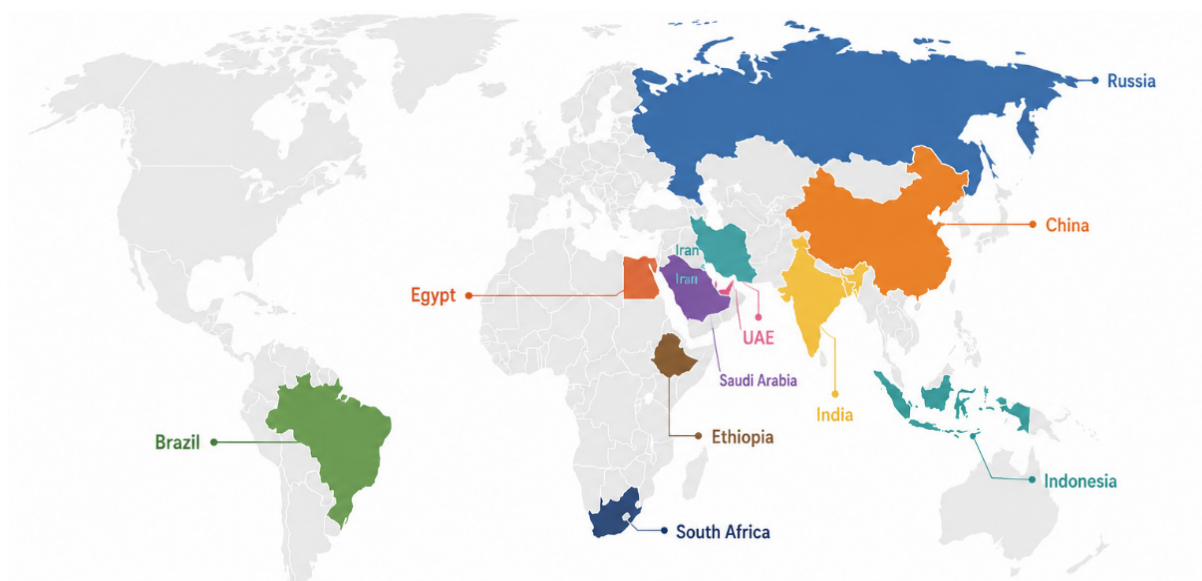 Russia
China
Iran
Iran
Egypt
UAE
Saudi Arabia
India
Brazil
Ethiopia
Indonesia
South Africa